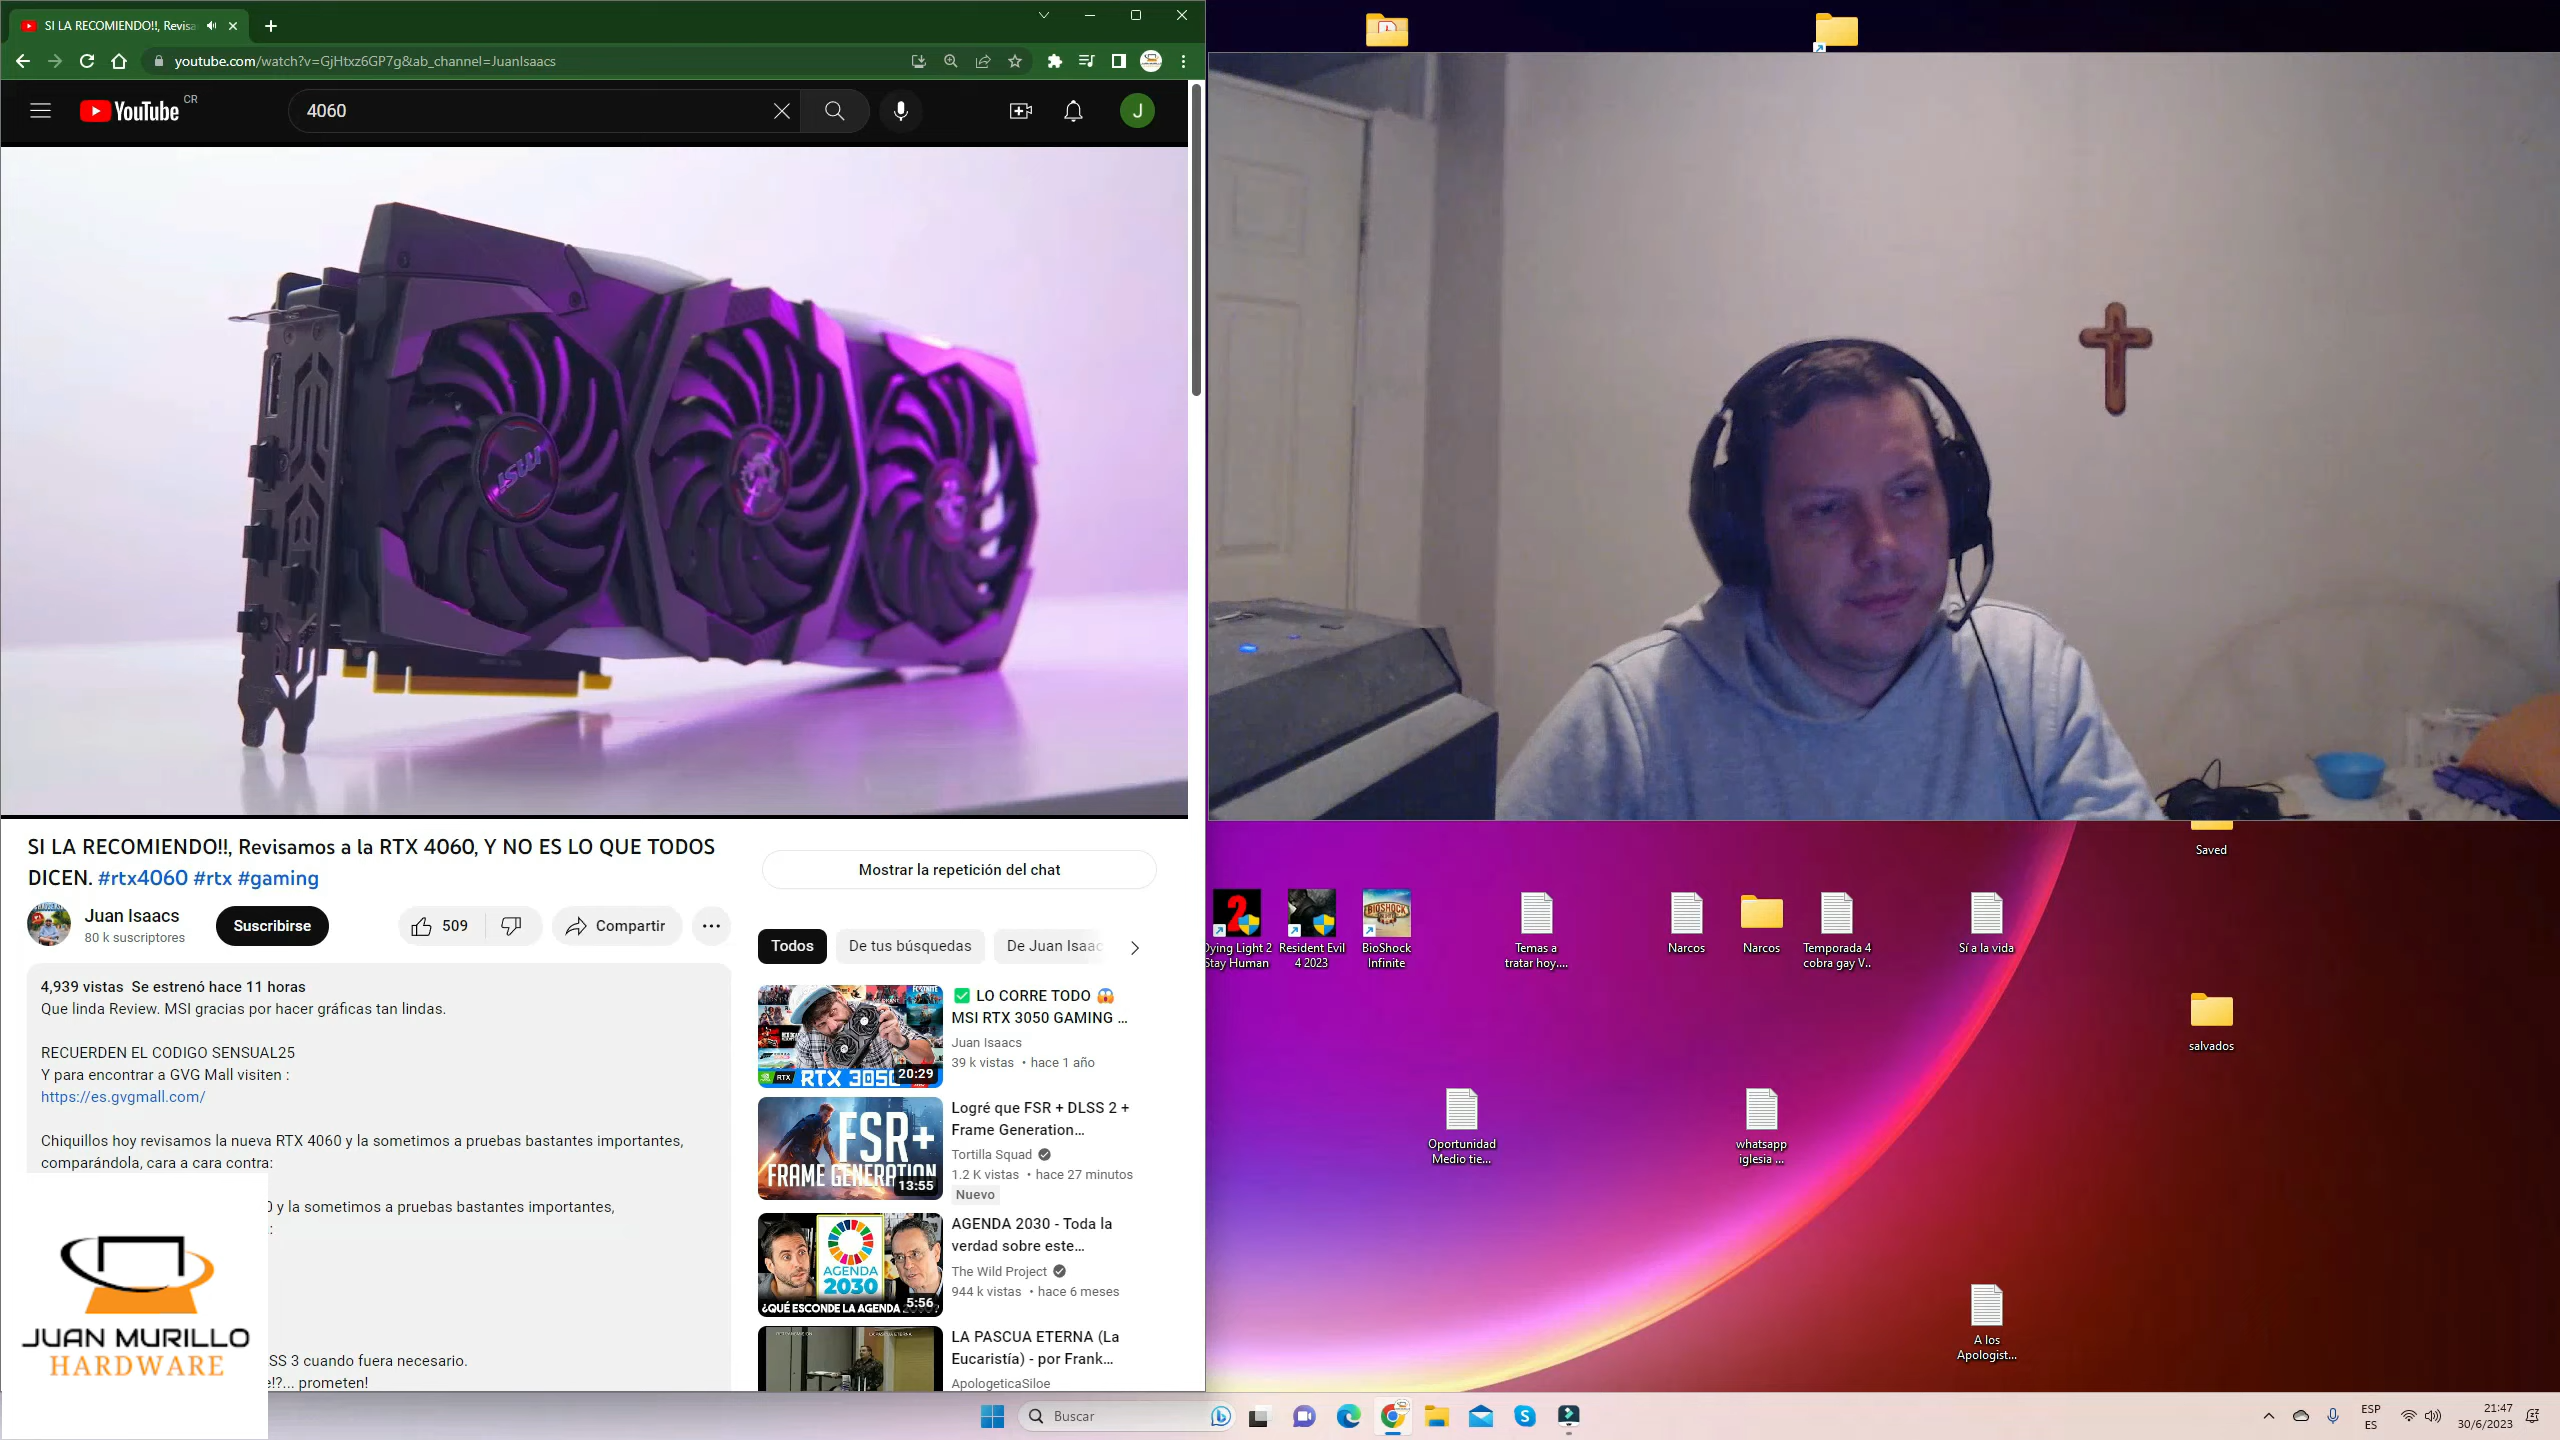 SI LA RECOMIENDO!!, Revisa
youtube.com/watch?v=GjHtxz6GP7g&ab_channel=JuanIsaacs
YouTube CR
4060
J
msi
SI LA RECOMIENDO!!, Revisamos a la RTX 4060, Y NO ES LO QUE TODOS
DICEN. #rtx4060 #rtx #gaming
Juan Isaacs
80 k suscriptores
Suscribirse
509
Compartir
4,939 vistas Se estrenó hace 11 horas
Que linda Review. MSI gracias por hacer gráficas tan lindas.
RECUERDEN EL CODIGO SENSUAL25
Y para encontrar a GVG Mall visiten :
https://es.gvgmall.com/
Chiquillos hoy revisamos la nueva RTX 4060 y la sometimos a pruebas bastantes importantes,
comparándola, cara a cara contra:
0 y la sometimos a pruebas bastantes importantes,
:
SS 3 cuando fuera necesario.
e!?... prometen!
JUAN MURILLO
HARDWARE
Mostrar la repetición del chat
Todos
De tus búsquedas
De Juan Isaac
RTX
RTX 3050
20:29
✅ LO CORRE TODO 😱
MSI RTX 3050 GAMING ...
Juan Isaacs
39 k vistas • hace 1 año
FSR+
FRAME GENERATION
13:55
Logré que FSR + DLSS 2 +
Frame Generation...
Tortilla Squad
1.2 K vistas • hace 27 minutos
Nuevo
AGENDA
2030
¿QUÉ ESCONDE LA AGENDA
5:56
AGENDA 2030 - Toda la
verdad sobre este...
The Wild Project
944 k vistas • hace 6 meses
LA PASCUA ETERNA (La
Eucaristía) - por Frank...
ApologeticaSiloe
Saved
2
BIOSHOCK
Dying Light 2
Stay Human
Resident Evil
4 2023
BioShock
Infinite
Temas a
tratar hoy....
Narcos
Narcos
Temporada 4
cobra gay V..
Sí a la vida
salvados
Oportunidad
Medio tie...
whatsapp
iglesia ...
A los
Apologist...
Buscar
ESP
ES
21:47
30/6/2023